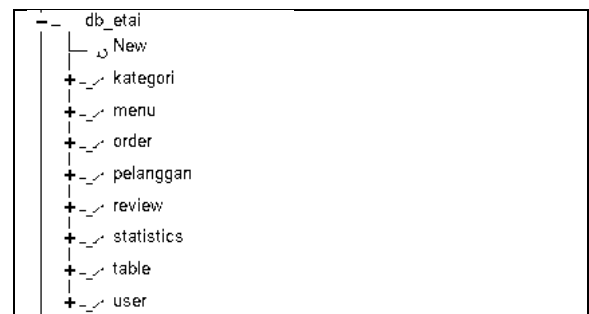 db_etai
New
kategori
menu
order
pelanggan
review
statistics
table
user